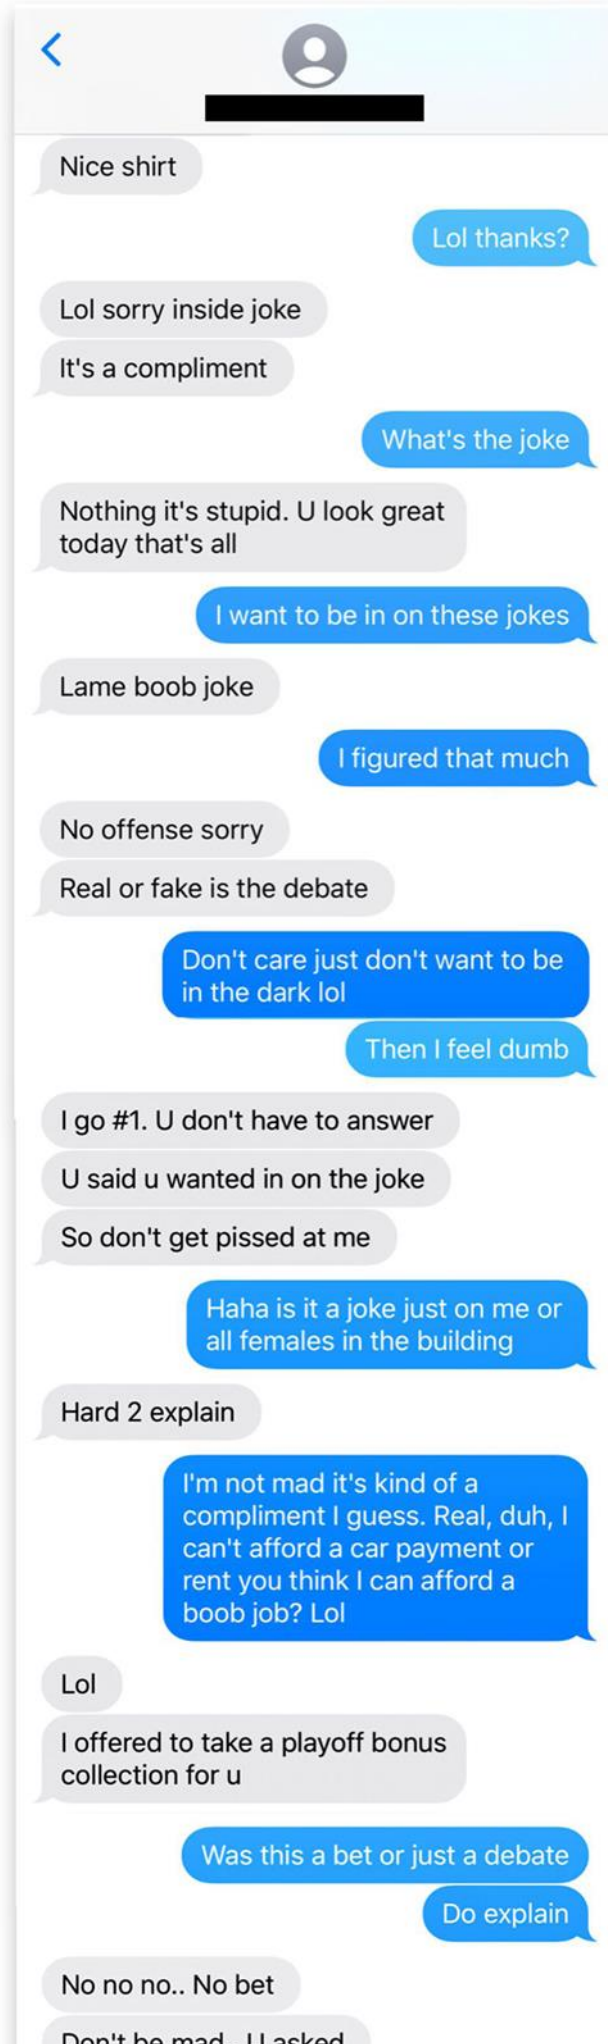 Nice shirt
Lol thanks?
Lol sorry inside joke
It's a compliment
What's the joke
Nothing it's stupid. U look great
today that's all
I want to be in on these jokes
Lame boob joke
I figured that much
No offense sorry
Real or fake is the debate
Don't care just don't want to be
in the dark lol
Then I feel dumb
I go #1. U don't have to answer
U said u wanted in on the joke
So don't get pissed at me
Haha is it a joke just on me or
all females in the building
Hard 2 explain
I'm not mad it's kind of a
compliment I guess. Real, duh, I
can't afford a car payment or
rent you think I can afford a
boob job? Lol
Lol
I offered to take a playoff bonus
collection for u
Was this a bet or just a debate
Do explain
No no no.. No bet
Don't be mad.. U asked